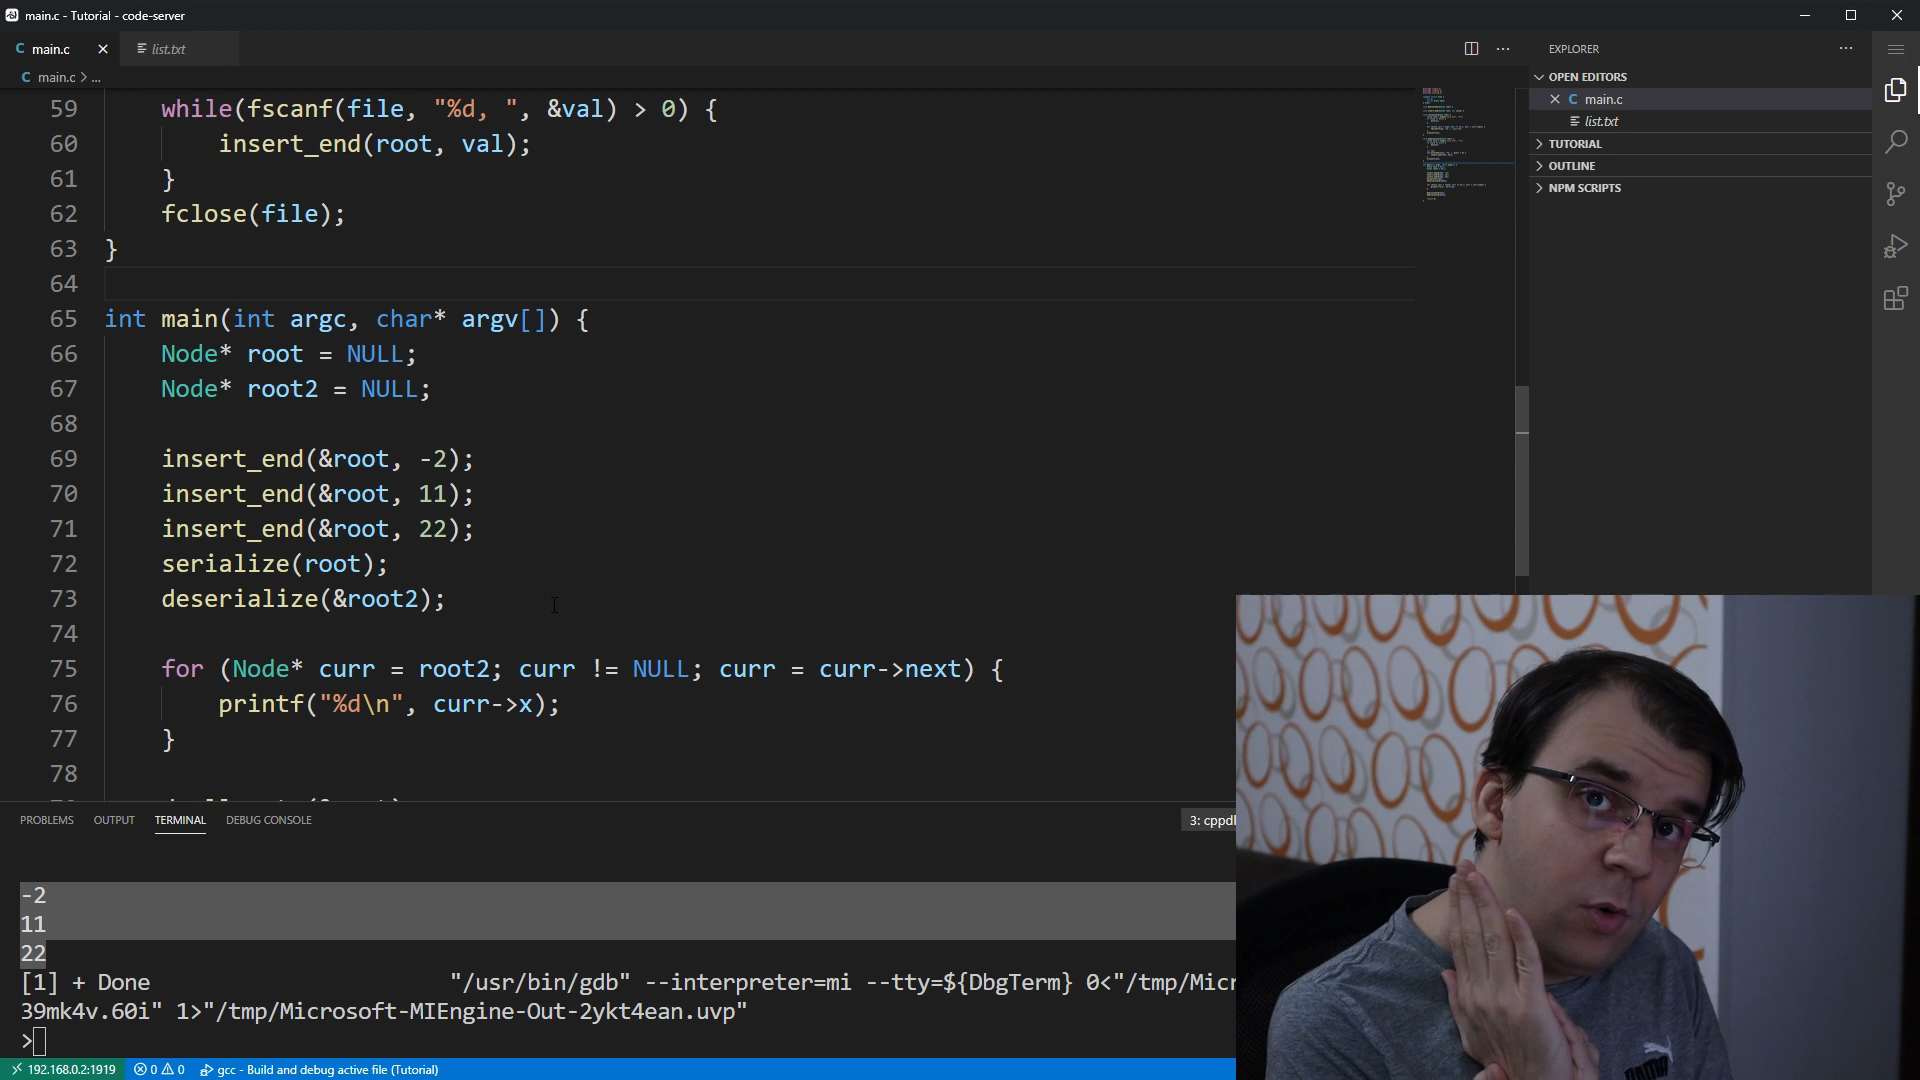 main.c - Tutorial - code-server
main.c
list.txt
main.c > ...
59 while(fscanf(file, "%d, ", &val) > 0) {
60 insert_end(root, val);
61 }
62 fclose(file);
63 }
64
65 int main(int argc, char* argv[]) {
66 Node* root = NULL;
67 Node* root2 = NULL;
68
69 insert_end(&root, -2);
70 insert_end(&root, 11);
71 insert_end(&root, 22);
72 serialize(root);
73 deserialize(&root2);
74
75 for (Node* curr = root2; curr != NULL; curr = curr->next) {
76 printf("%d\n", curr->x);
77 }
78
EXPLORER
OPEN EDITORS
main.c
list.txt
TUTORIAL
OUTLINE
NPM SCRIPTS
PROBLEMS OUTPUT TERMINAL DEBUG CONSOLE
3: cppdb
-2
11
22
[1] + Done "/usr/bin/gdb" --interpreter=mi --tty=${DbgTerm} 0<"/tmp/Micr
39mk4v.60i" 1>"/tmp/Microsoft-MIEngine-Out-2ykt4ean.uvp"
>
192.168.0.2:1919 0 0 gcc - Build and debug active file (Tutorial)